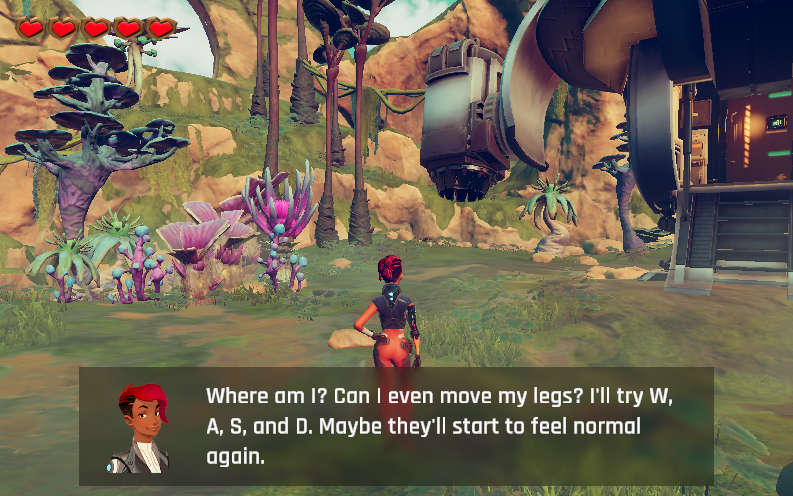 Where am I? Can I even move my legs? I'll try W,
A, S, and D. Maybe they'll start to feel normal
again.